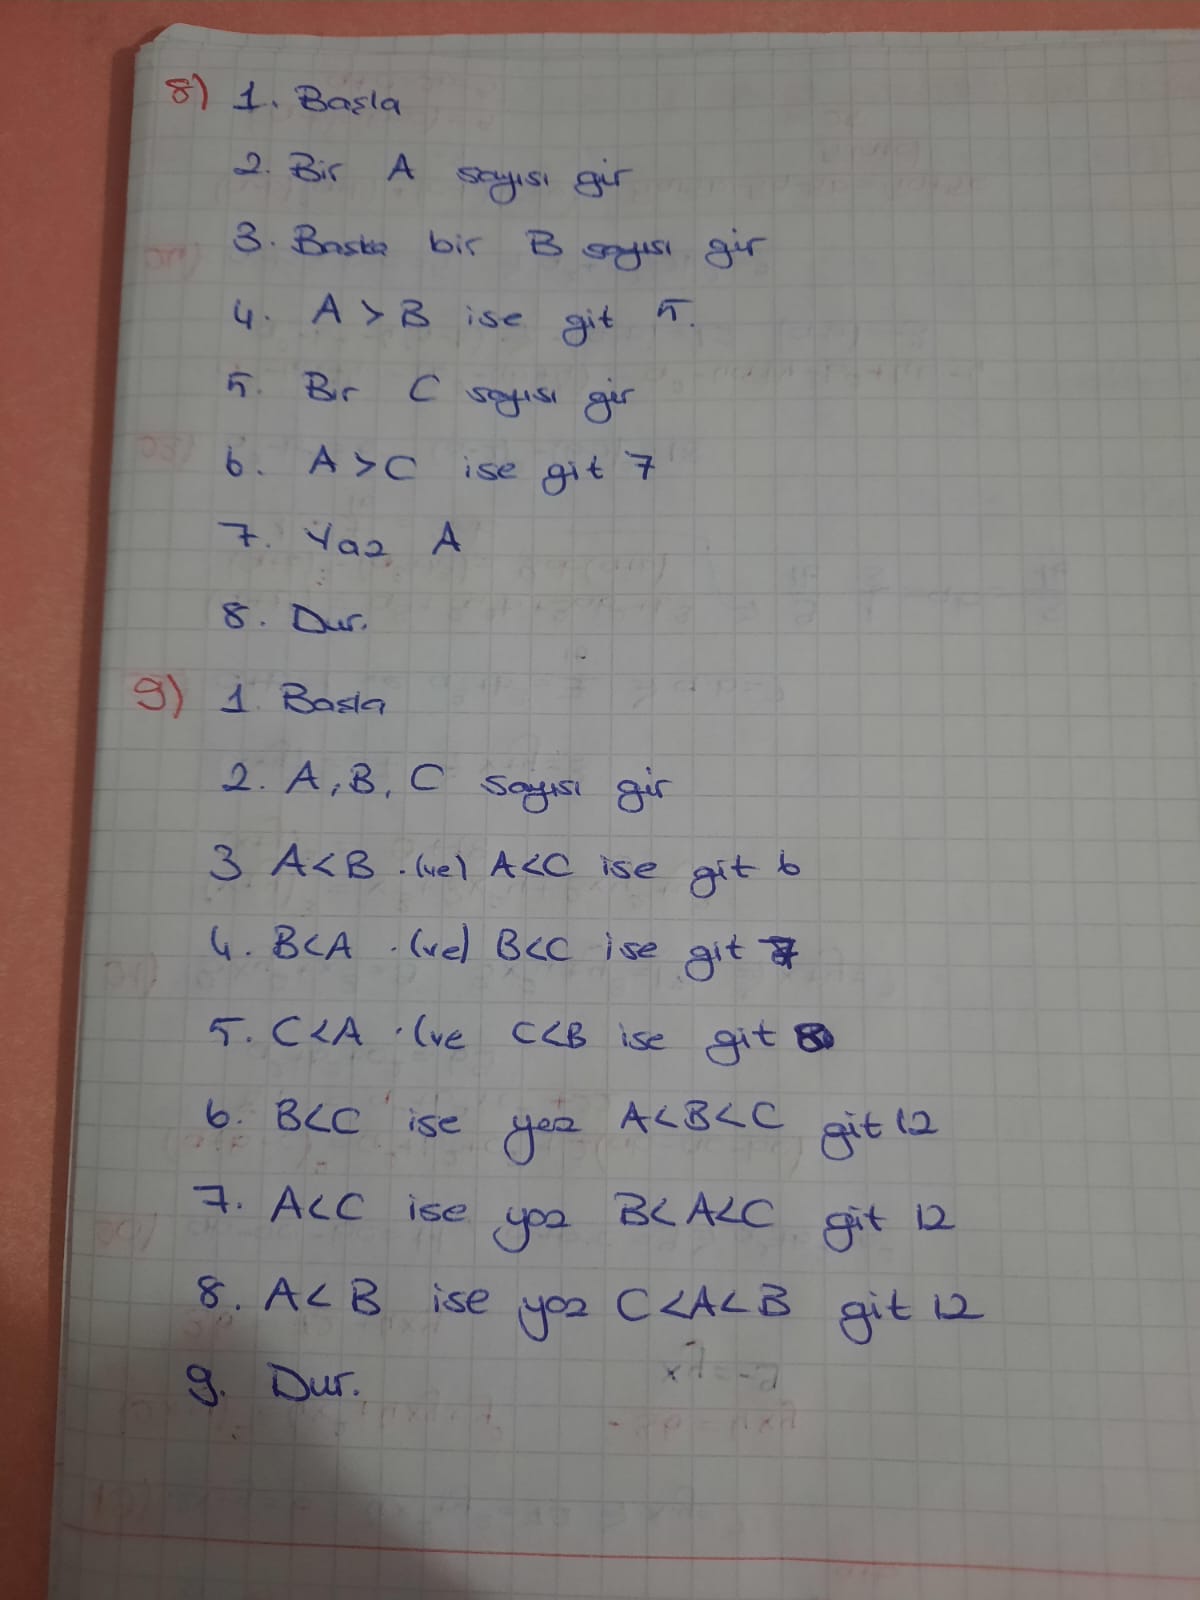 8) 1. Başla
2. Bir A sayısı gir
3. Baska bir B sayısı gir
4. A > B ise git 5.
5. Bir C sayısı gir
6. A > C ise git 7
7. Yaz A
8. Dur.
9) 1. Başla
2. A, B, C sayısı gir
3 A < B . (ve) A < C ise git 6
4. B < A . (ve) B < C ise git 7
5. C < A . (ve C < B ise git 8
6. B < C ise yaz A < B < C git 12
7. A < C ise yaz B < A < C git 12
8. A < B ise yaz C < A < B git 12
9. Dur.